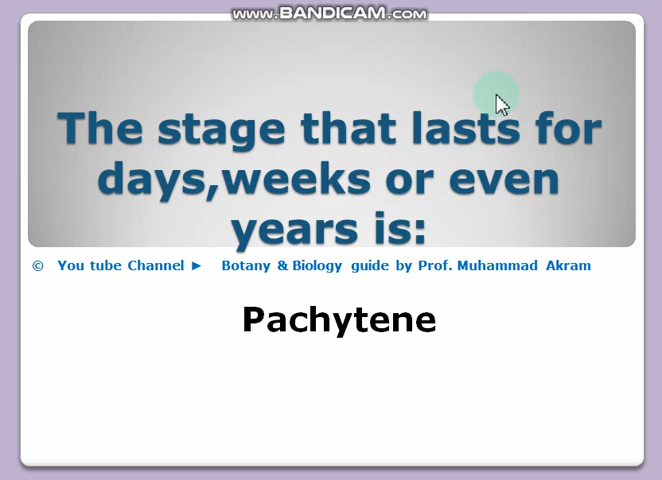 www.BANDICAM.com
The stage that lasts for
days,weeks or even
years is:
© You tube Channel ► Botany & Biology guide by Prof. Muhammad Akram
Pachytene